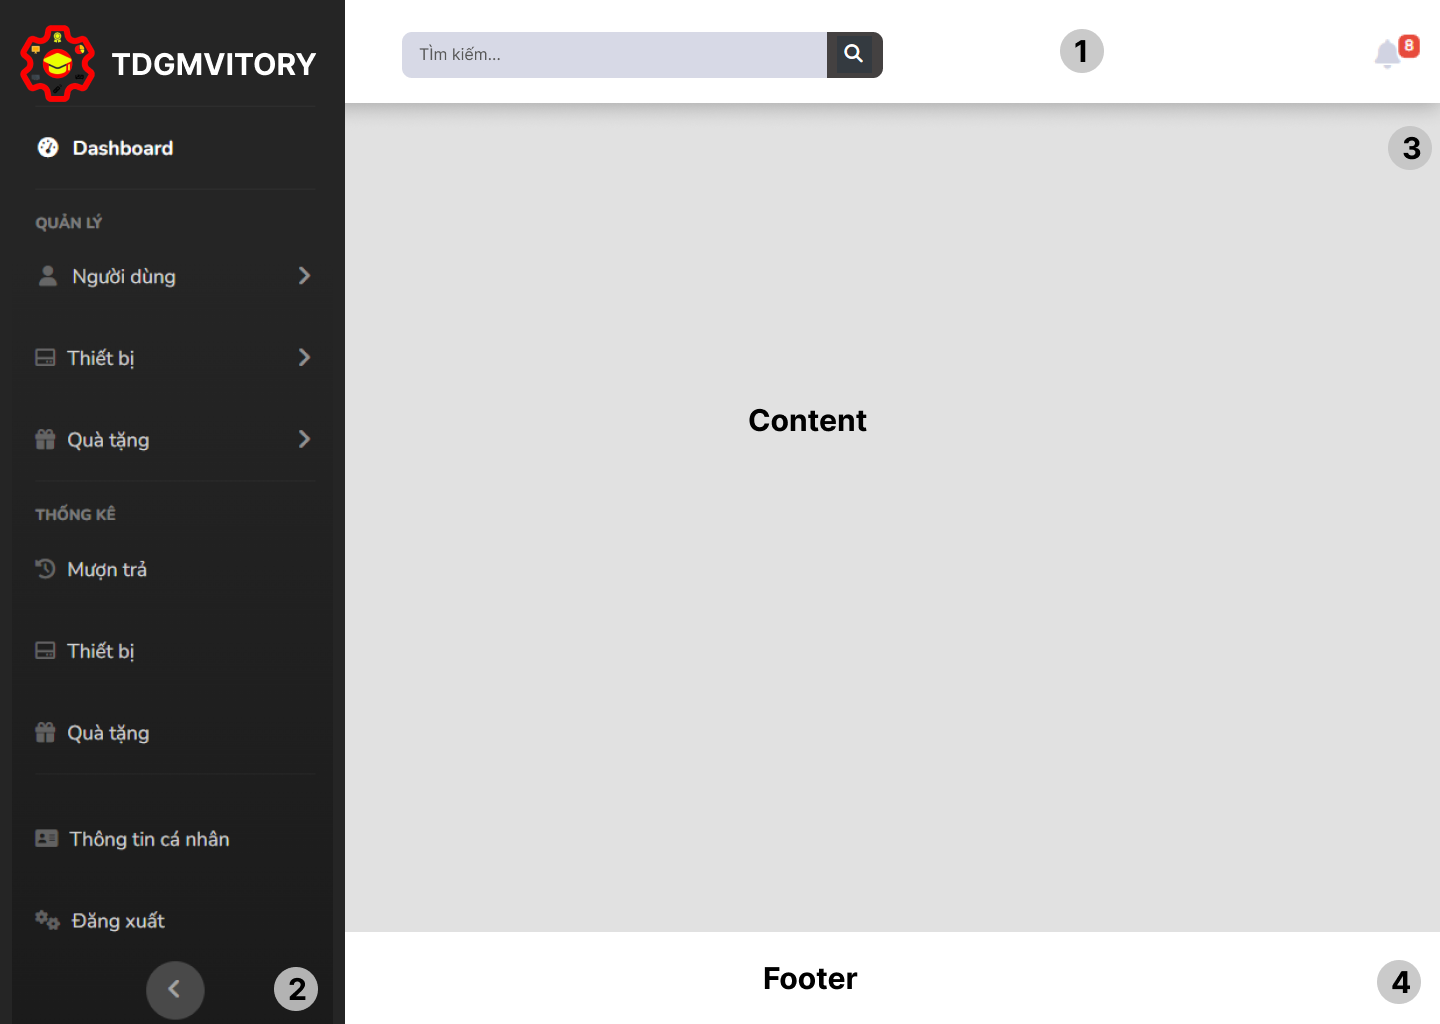 TDGMVITORY
Dashboard
QUẢN LÝ
Người dùng
Thiết bị
Quà tặng
THỐNG KÊ
Mượn trả
Thiết bị
Quà tặng
Thông tin cá nhân
Đăng xuất
2
TÌm kiếm...
1
8
3
Content
Footer
4